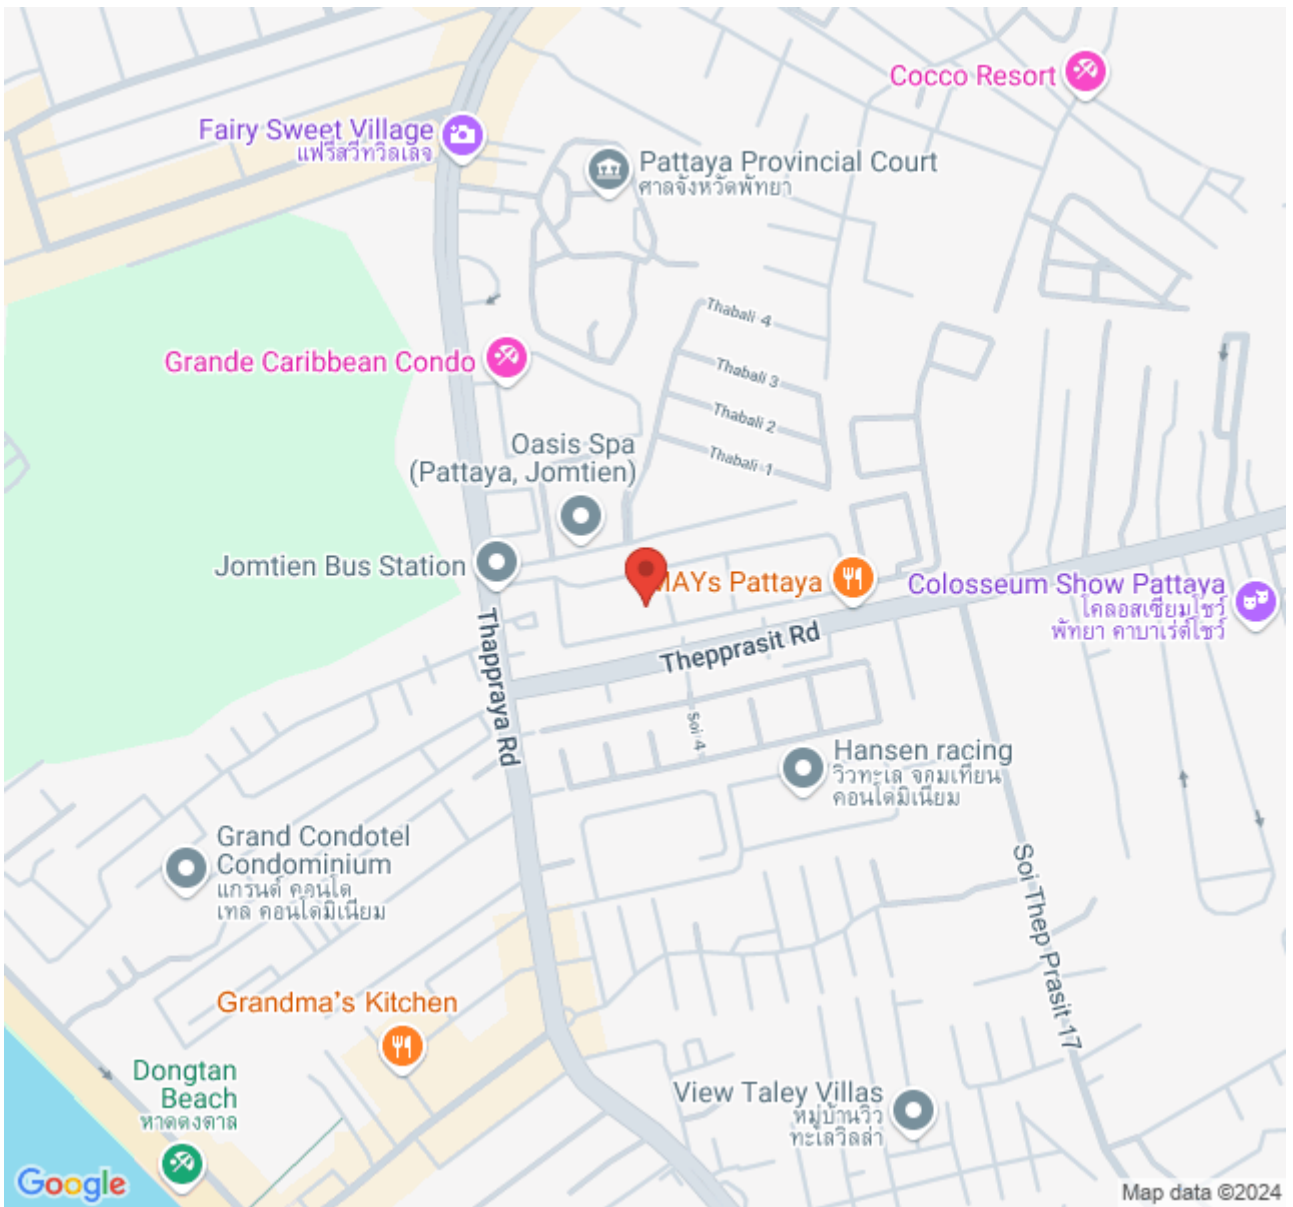 Cocco Resort
Fairy Sweet Village
แฟรีสวีทวิลเลจ
Pattaya Provincial Court
ศาลจังหวัดพัทยา
Thabali 4
Grande Caribbean Condo
Thabali 3
Thabali 2
Oasis Spa
(Pattaya, Jomtien)
Thabali 1
Jomtien Bus Station
MAYs Pattaya
Colosseum Show Pattaya
โคลอสเซียมโชว์
พัทยา คาบาเร่ต์โชว์
Thepprasit Rd
Thappraya Rd
Soi 4
Hansen racing
วิวทะเล จอมเทียน
คอนโดมิเนียม
Grand Condotel
Condominium
แกรนด์ คอนโด
เทล คอนโดมิเนียม
Soi Thep Prasit 17
Grandma's Kitchen
Dongtan
Beach
หาดดงตาล
View Taley Villas
หมู่บ้านวิว
ทะเลวิลล่า
Google
Map data ©2024